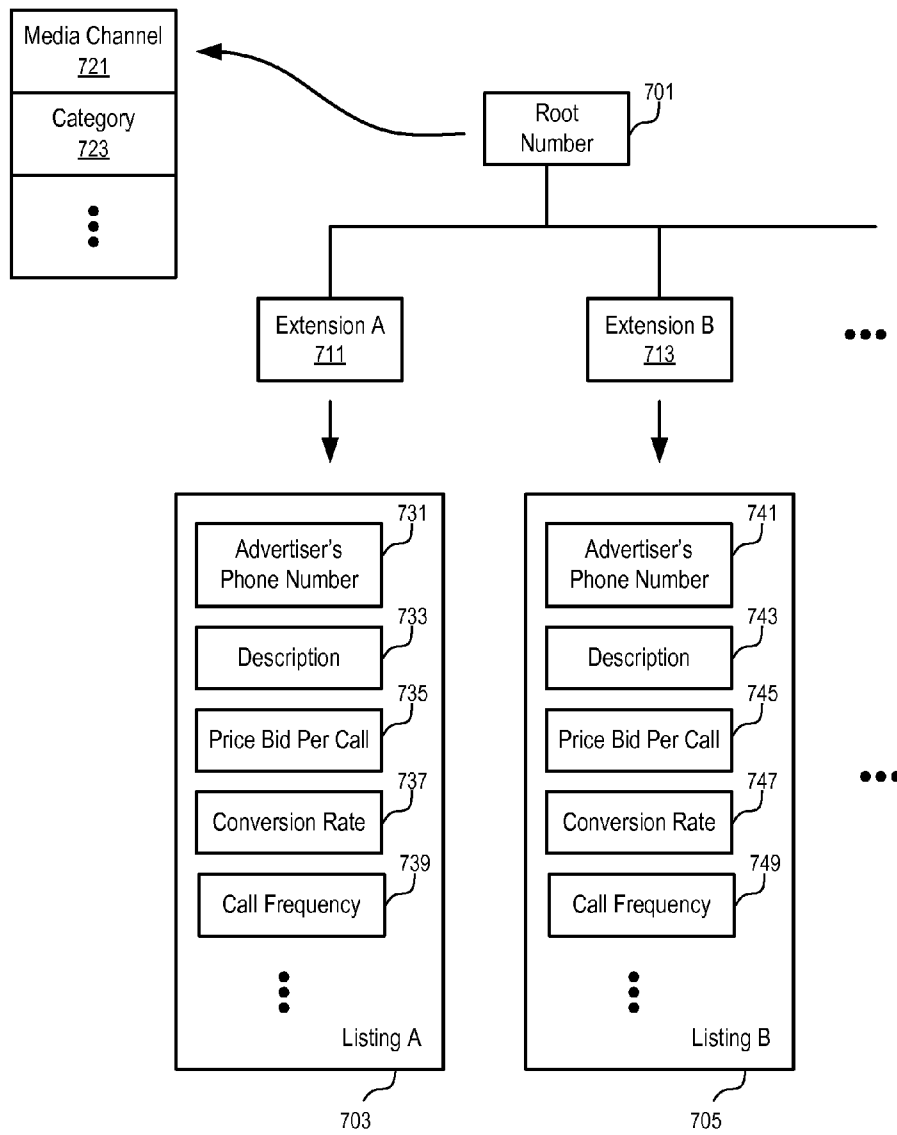 Media Channel
721
Category
723
Root
Number
701
Extension A
711
Extension B
713
731
Advertiser's
Phone Number
733
Description
735
Price Bid Per Call
737
Conversion Rate
739
Call Frequency
Listing A
703
741
Advertiser's
Phone Number
743
Description
745
Price Bid Per Call
747
Conversion Rate
749
Call Frequency
Listing B
705